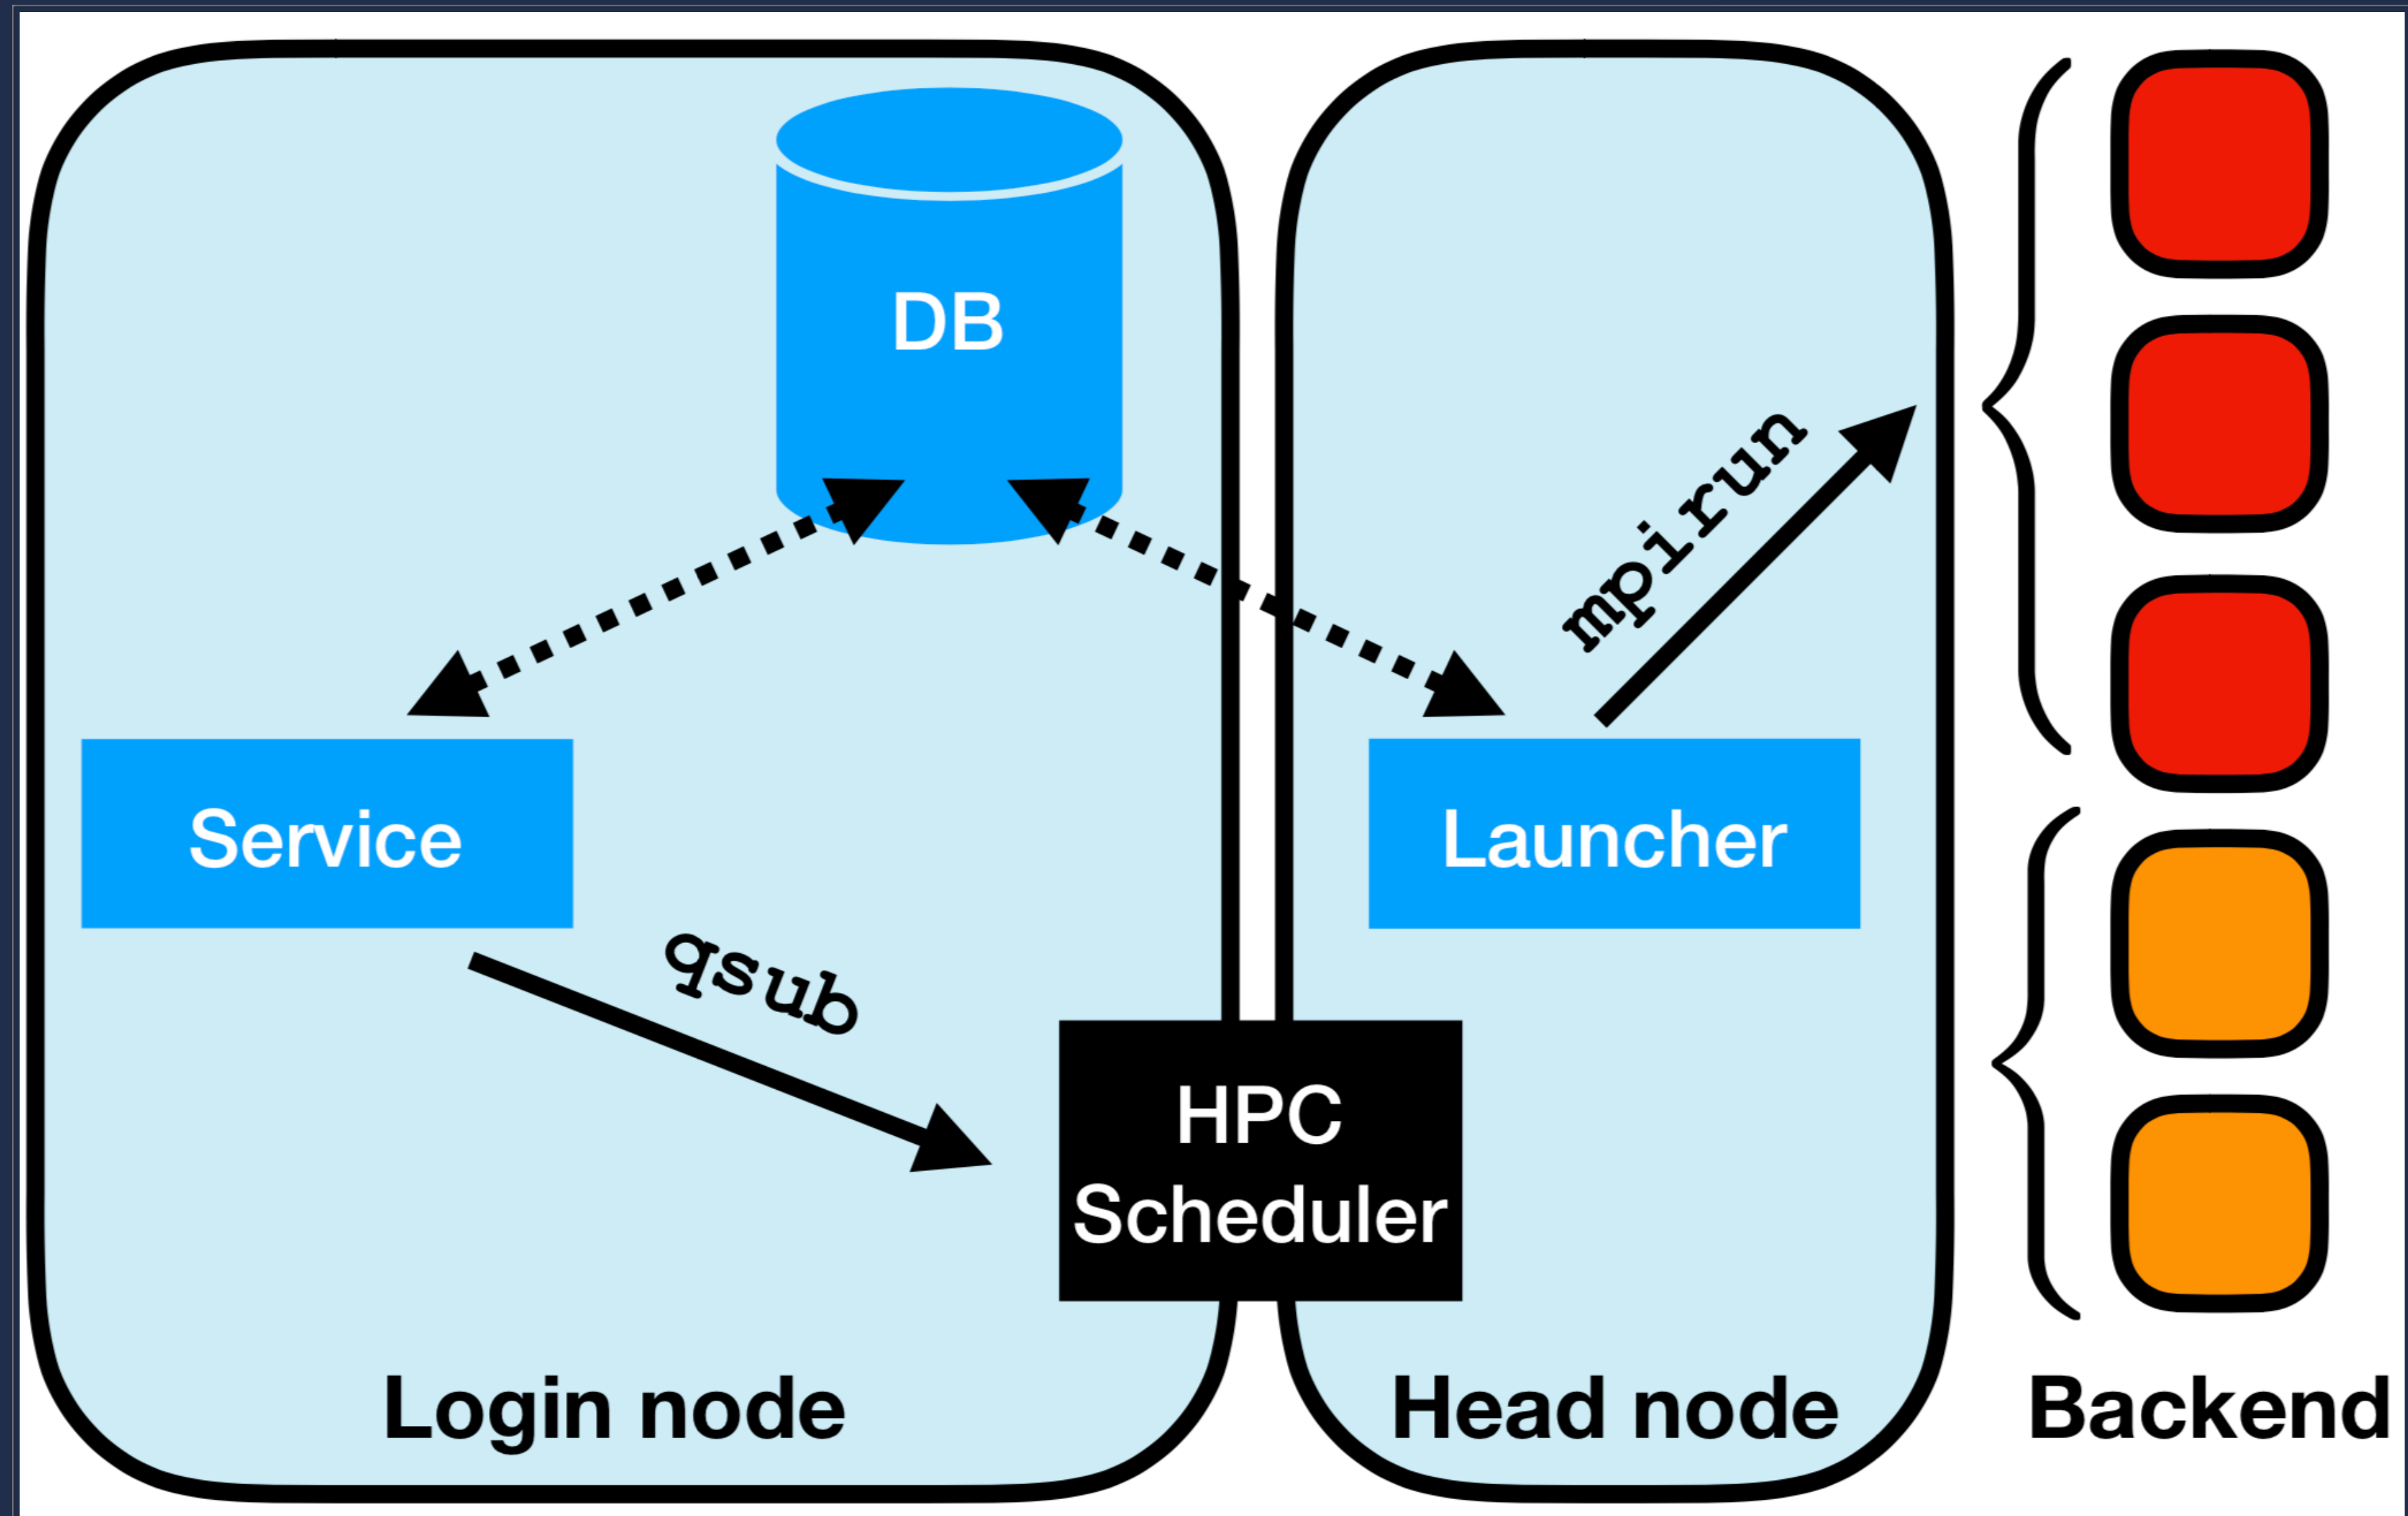 DB
mpirun
Service
Launcher
qsub
HPC
Scheduler
Login node
Head node
Backend